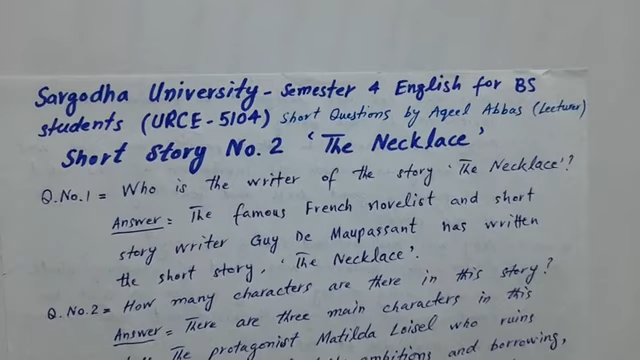 Sargodha University - Semester 4 English for BS
students (URCE-5104) Short Questions by Aqeel Abbas (Lecturer)
Short Story No. 2 'The Necklace'
Q.No.1 = Who is the writer of the story 'The Necklace'?
Answer = The famous French novelist and short
story writer Guy De Maupassant has written
the short story, 'The Necklace'.
Q.No.2 = How many characters are there in this story?
Answer = There are three main characters in this
The protagonist Matilda Loisel who ruins
ambitions and borrowing,